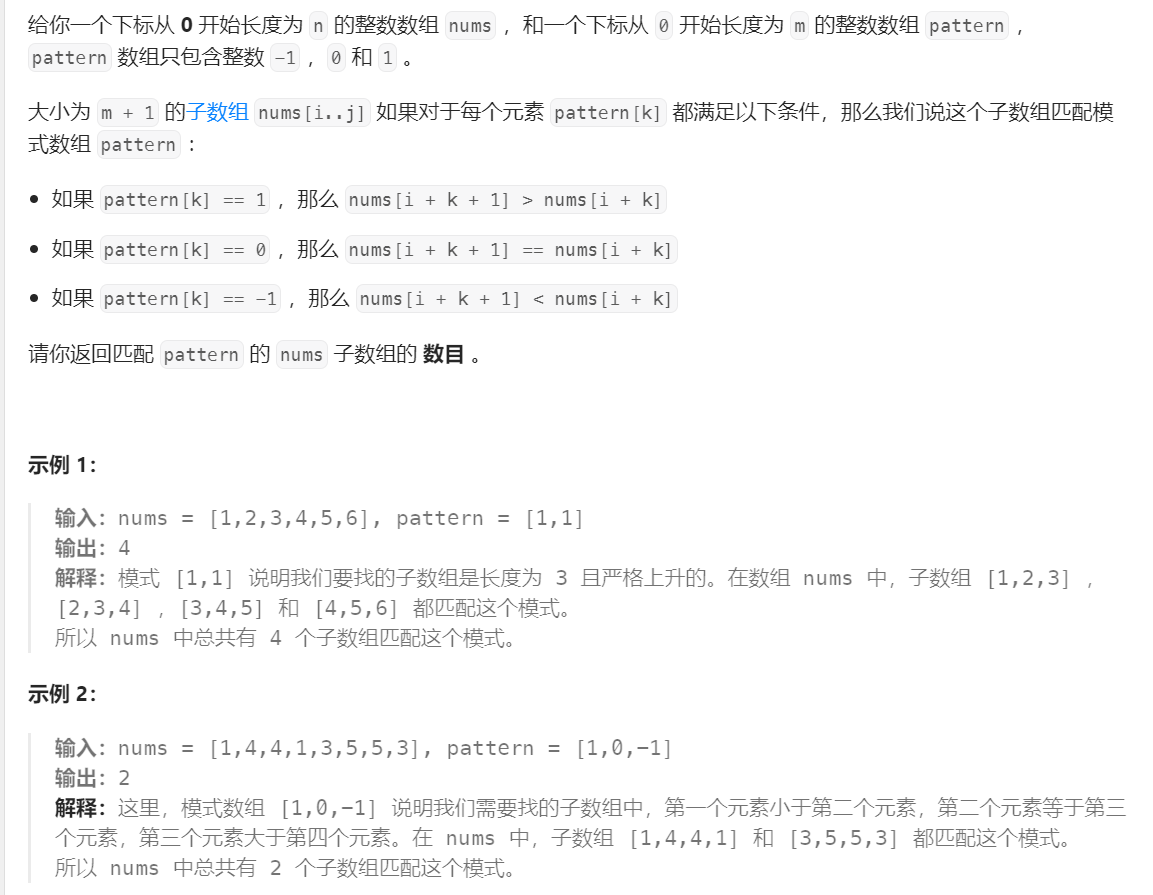 给你一个下标从 0 开始长度为 n 的整数数组 nums ，和一个下标从 0 开始长度为 m 的整数数组 pattern ，
pattern 数组只包含整数 -1 ，0 和 1 。
大小为 m + 1 的子数组 nums[i..j] 如果对于每个元素 pattern[k] 都满足以下条件，那么我们说这个子数组匹配模
式数组 pattern ：
• 如果 pattern[k] == 1 ，那么 nums[i + k + 1] > nums[i + k]
• 如果 pattern[k] == 0 ，那么 nums[i + k + 1] == nums[i + k]
• 如果 pattern[k] == -1 ，那么 nums[i + k + 1] < nums[i + k]
请你返回匹配 pattern 的 nums 子数组的 数目 。
示例 1：
输入：nums = [1,2,3,4,5,6], pattern = [1,1]
输出：4
解释：模式 [1,1] 说明我们要找的子数组是长度为 3 且严格上升的。在数组 nums 中，子数组 [1,2,3] ，
[2,3,4] ，[3,4,5] 和 [4,5,6] 都匹配这个模式。
所以 nums 中总共有 4 个子数组匹配这个模式。
示例 2：
输入：nums = [1,4,4,1,3,5,5,3], pattern = [1,0,-1]
输出：2
解释：这里，模式数组 [1,0,-1] 说明我们需要找的子数组中，第一个元素小于第二个元素，第二个元素等于第三
个元素，第三个元素大于第四个元素。在 nums 中，子数组 [1,4,4,1] 和 [3,5,5,3] 都匹配这个模式。
所以 nums 中总共有 2 个子数组匹配这个模式。